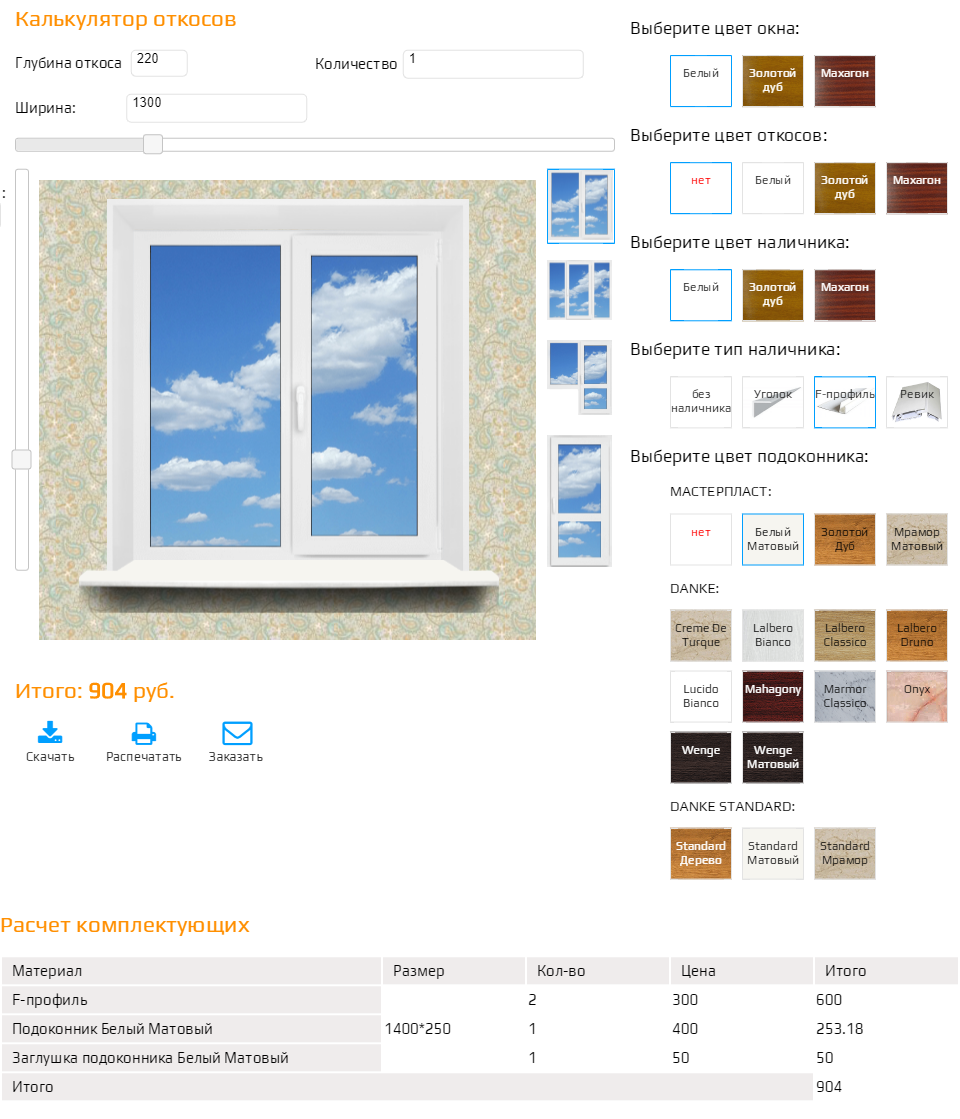 Калькулятор откосов
Глубина откоса 220 Количество 1
Ширина: 1300
:
Итого: 904 руб.
Скачать Распечатать Заказать
Выберите цвет окна:
Белый Золотой дуб Махагон
Выберите цвет откосов:
нет Белый Золотой дуб Махагон
Выберите цвет наличника:
Белый Золотой дуб Махагон
Выберите тип наличника:
без наличника Уголок F-профиль Ревик
Выберите цвет подоконника:
МАСТЕРПЛАСТ:
нет Белый Матовый Золотой Дуб Мрамор Матовый
DANKE:
Creme De Turque Lalbero Bianco Lalbero Classico Lalbero Druno
Lucido Bianco Mahagony Marmor Classico Onyx
Wenge Wenge Матовый
DANKE STANDARD:
Standard Дерево Standard Матовый Standard Мрамор
Расчет комплектующих
Материал Размер Кол-во Цена Итого
F-профиль 2 300 600
Подоконник Белый Матовый 1400*250 1 400 253.18
Заглушка подоконника Белый Матовый 1 50 50
Итого 904